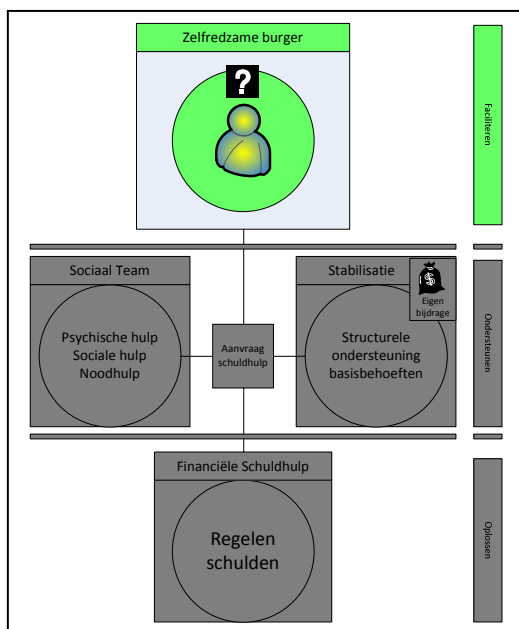 Zelfredzame burger
?
Faciliteren
Sociaal Team
Psychische hulp
Sociale hulp
Noodhulp
Aanvraag
schuldhulp
Stabilisatie
$
Eigen
bijdrage
Structurele
ondersteuning
basisbehoeften
Ondersteunen
Financiële Schuldhulp
Regelen
schulden
Oplossen